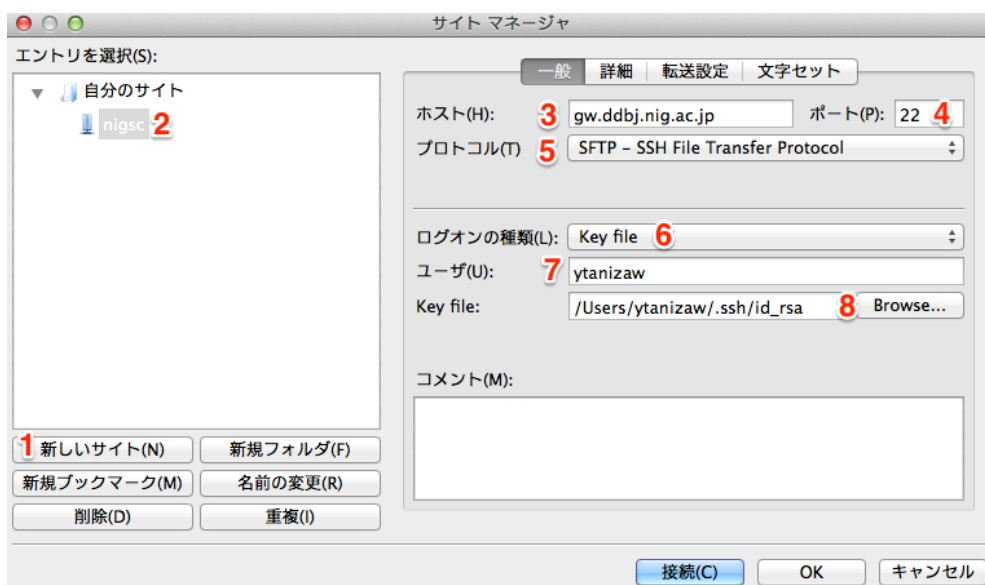 サイト マネージャ
エントリを選択(S):
自分のサイト
nigsc 2
1 新しいサイト(N) 新規フォルダ(F)
新規ブックマーク(M) 名前の変更(R)
削除(D) 重複(I)
一般 詳細 転送設定 文字セット
ホスト(H): 3 gw.ddbj.nig.ac.jp ポート(P): 22 4
プロトコル(T) 5 SFTP – SSH File Transfer Protocol
ログオンの種類(L): Key file 6
ユーザ(U): 7 ytanizaw
Key file: /Users/ytanizaw/.ssh/id_rsa 8 Browse...
コメント(M):
接続(C) OK キャンセル